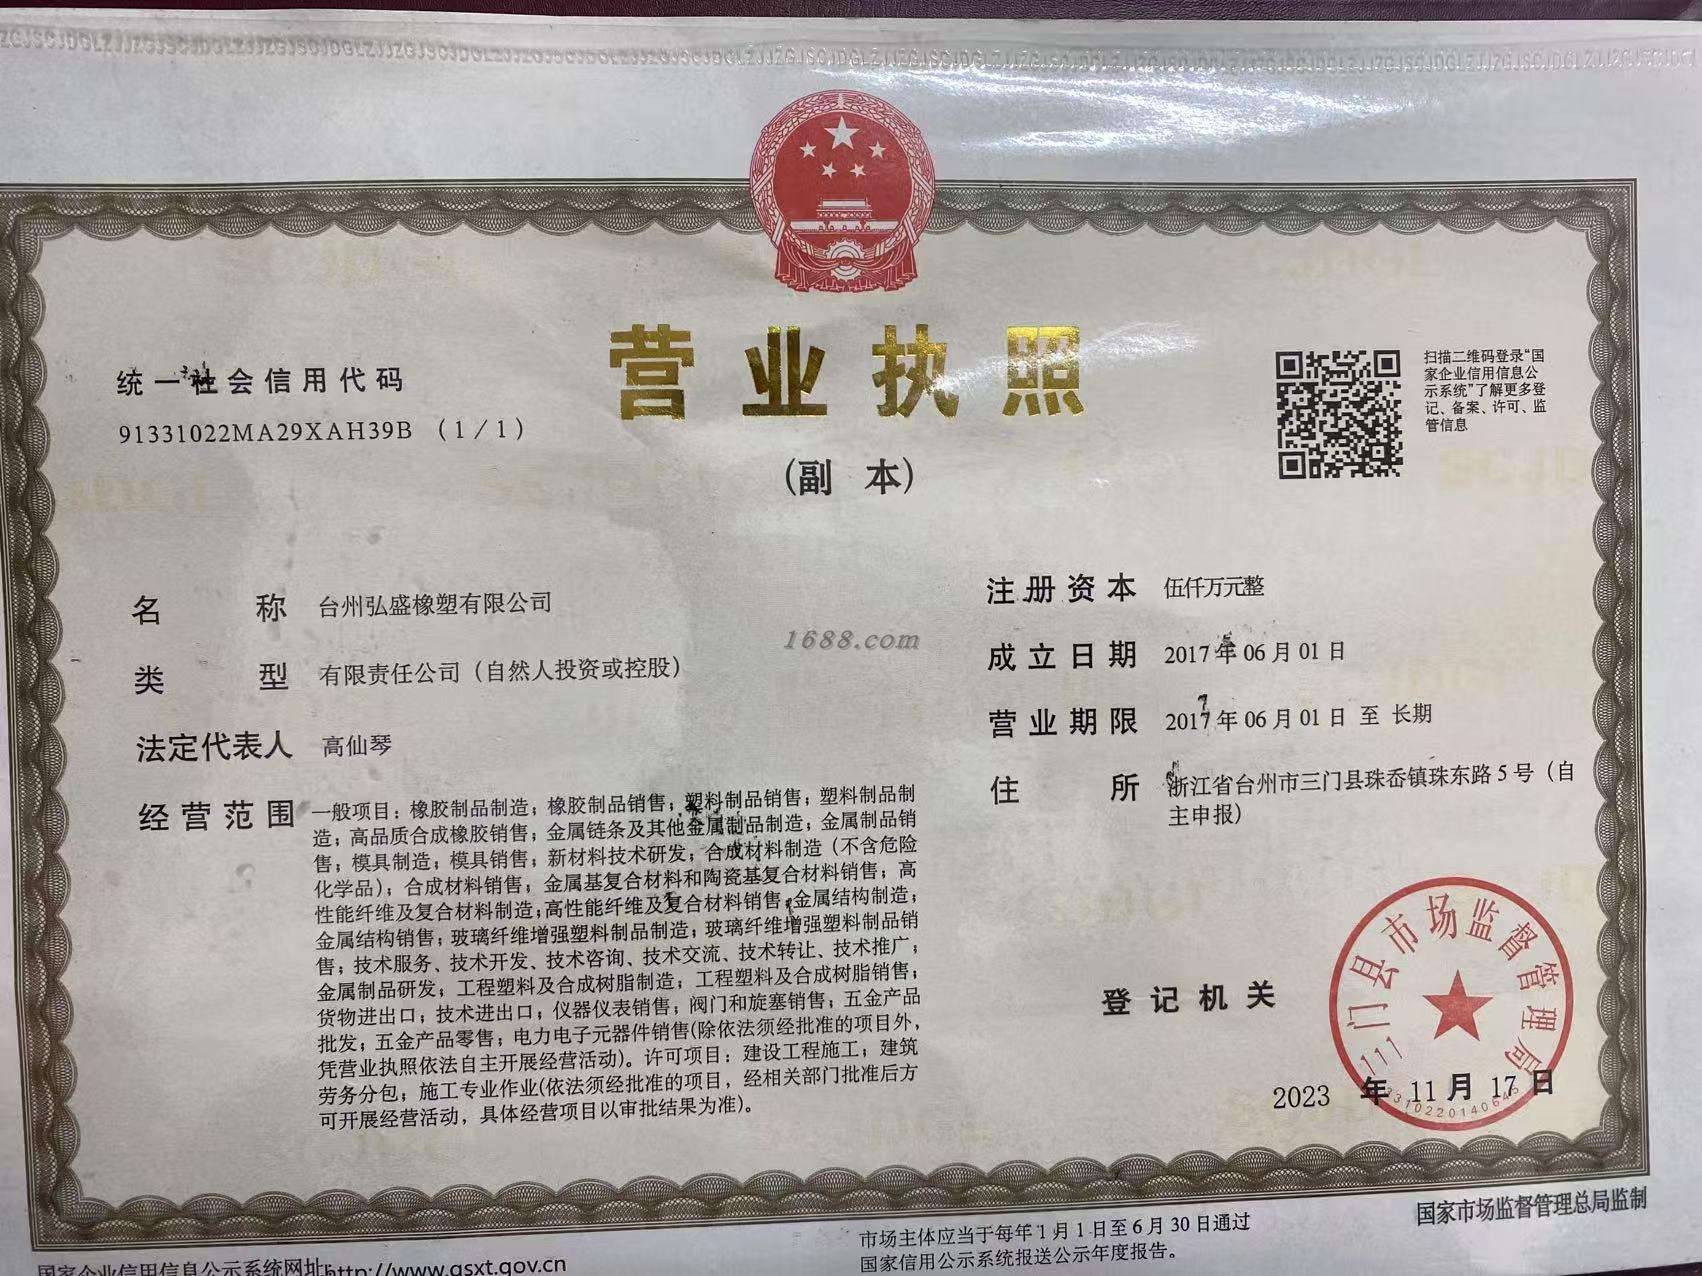 营业执照
(副 本)
统一社会信用代码
91331022MA29XAH39B (1/1)
扫描二维码登录“国
家企业信用信息公
示系统”了解更多登
记、备案、许可、监
管信息
名 称 台州弘盛橡塑有限公司
类 型 有限责任公司（自然人投资或控股）
法定代表人 高仙琴
经营范围 一般项目：橡胶制品制造；橡胶制品销售；塑料制品销售；塑料制品制
造；高品质合成橡胶销售；金属链条及其他金属制品制造；金属制品销
售；模具制造；模具销售；新材料技术研发；合成材料制造（不含危险
化学品）；合成材料销售；金属基复合材料和陶瓷基复合材料销售；高
性能纤维及复合材料制造；高性能纤维及复合材料销售；金属结构制造；
金属结构销售；玻璃纤维增强塑料制品制造；玻璃纤维增强塑料制品销
售；技术服务、技术开发、技术咨询、技术交流、技术转让、技术推广；
金属制品研发；工程塑料及合成树脂制造；工程塑料及合成树脂销售；
货物进出口；技术进出口；仪器仪表销售；阀门和旋塞销售；五金产品
批发；五金产品零售；电力电子元器件销售(除依法须经批准的项目外，
凭营业执照依法自主开展经营活动)。许可项目：建设工程施工；建筑
劳务分包；施工专业作业(依法须经批准的项目，经相关部门批准后方
可开展经营活动，具体经营项目以审批结果为准)。
注册资本 伍仟万元整
成立日期 2017年06月01日
营业期限 2017年06月01日 至 长期
住 所 浙江省台州市三门县珠岙镇珠东路5号（自
主申报）
1688.com
登记机关
三门县市场监督管理局
2023 年 11 月 17 日
国家企业信用信息公示系统网址http://www.gsxt.gov.cn
市场主体应当于每年1月1日至6月30日通过
国家信用公示系统报送公示年度报告。
国家市场监督管理总局监制